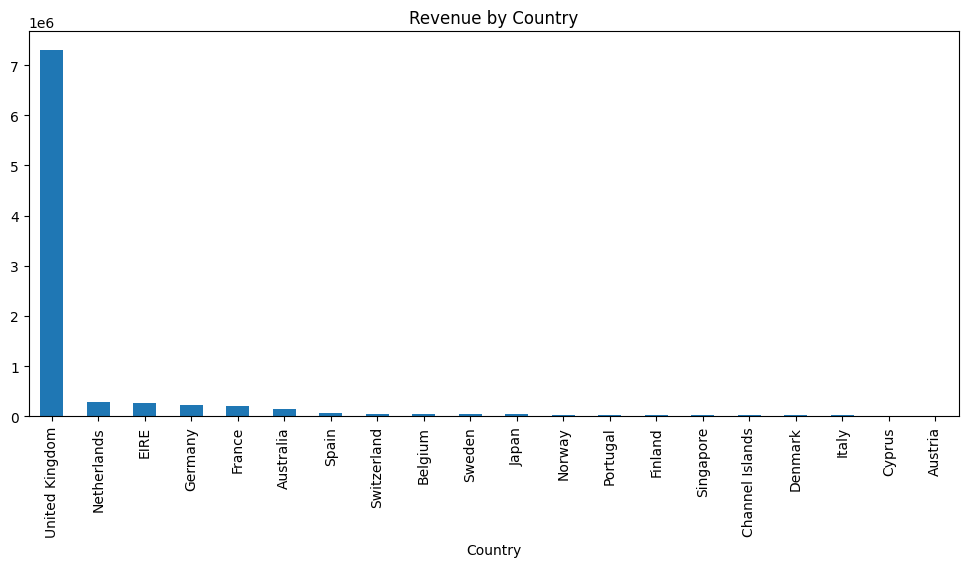 Revenue by Country
1e6
7
6
5
4
3
2
1
0
United Kingdom
Netherlands
EIRE
Germany
France
Australia
Spain
Switzerland
Belgium
Sweden
Japan
Norway
Portugal
Finland
Singapore
Channel Islands
Denmark
Italy
Cyprus
Austria
Country